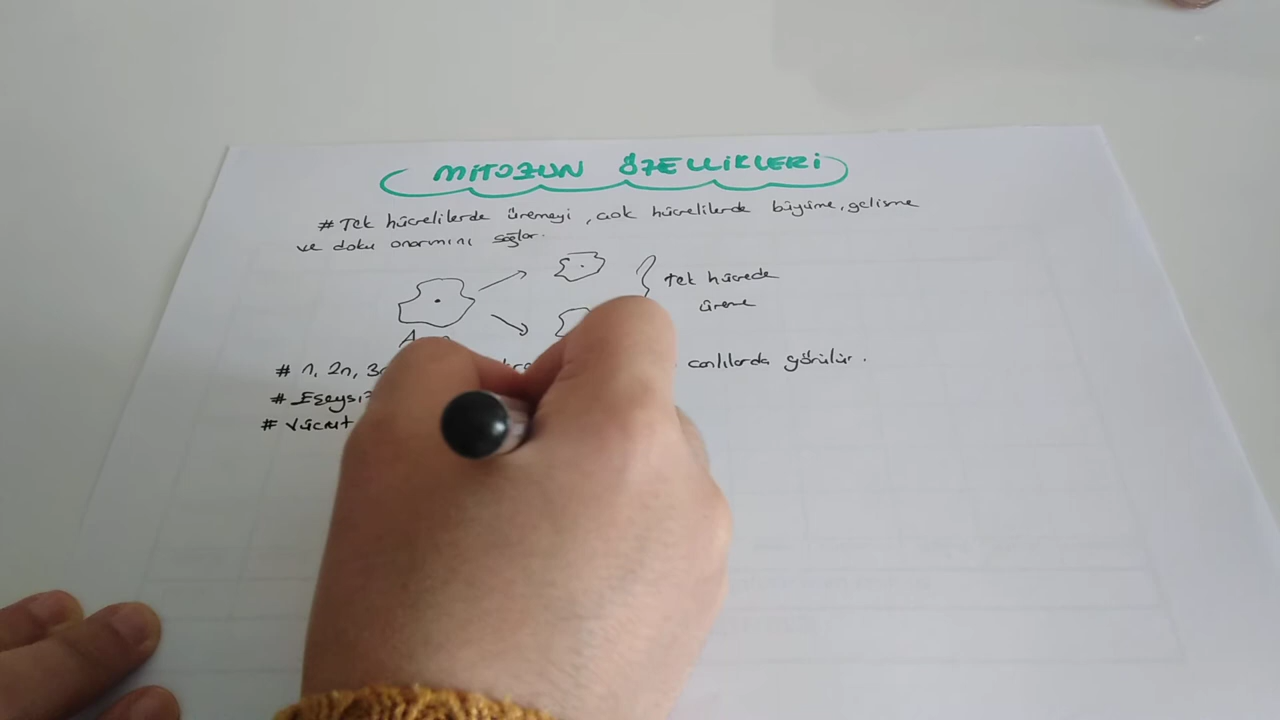 MİTOZUN ÖZELLİKLERİ
# Tek hücrelilerde üremeyi, çok hücrelilerde büyüme, gelişme
ve doku onarımını sağlar.
Tek hücrede
üreme
# n, 2n, 3n canlılarda görülür.
# Eşeysiz
# Vücut